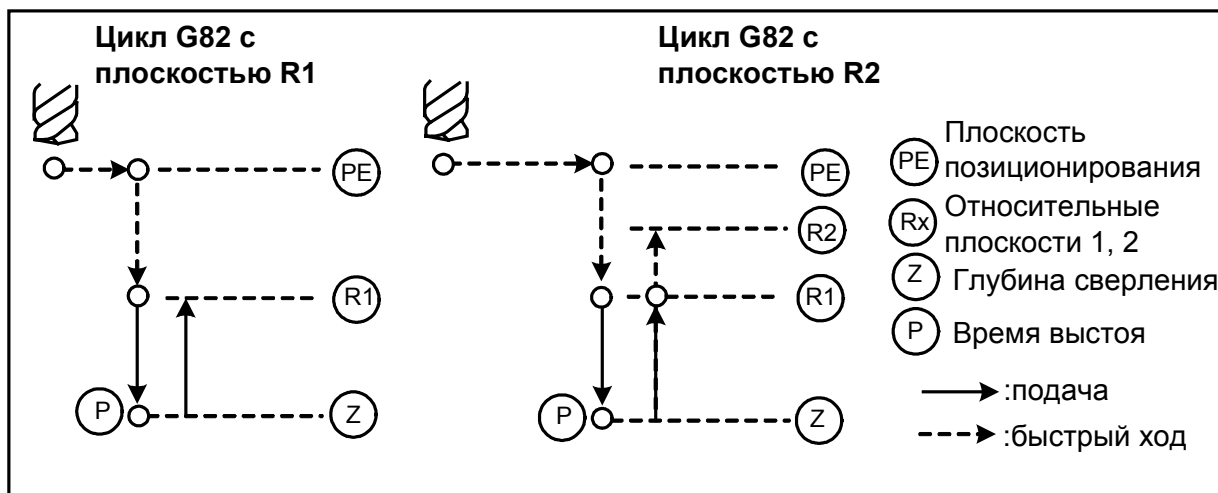 Цикл G82 с
плоскостью R1
PE
R1
P
Z
Цикл G82 с
плоскостью R2
PE
R2
R1
P
Z
PE
Плоскость
позиционирования
Rx
Относительные
плоскости 1, 2
Z Глубина сверления
P Время выстоя
:подача
:быстрый ход